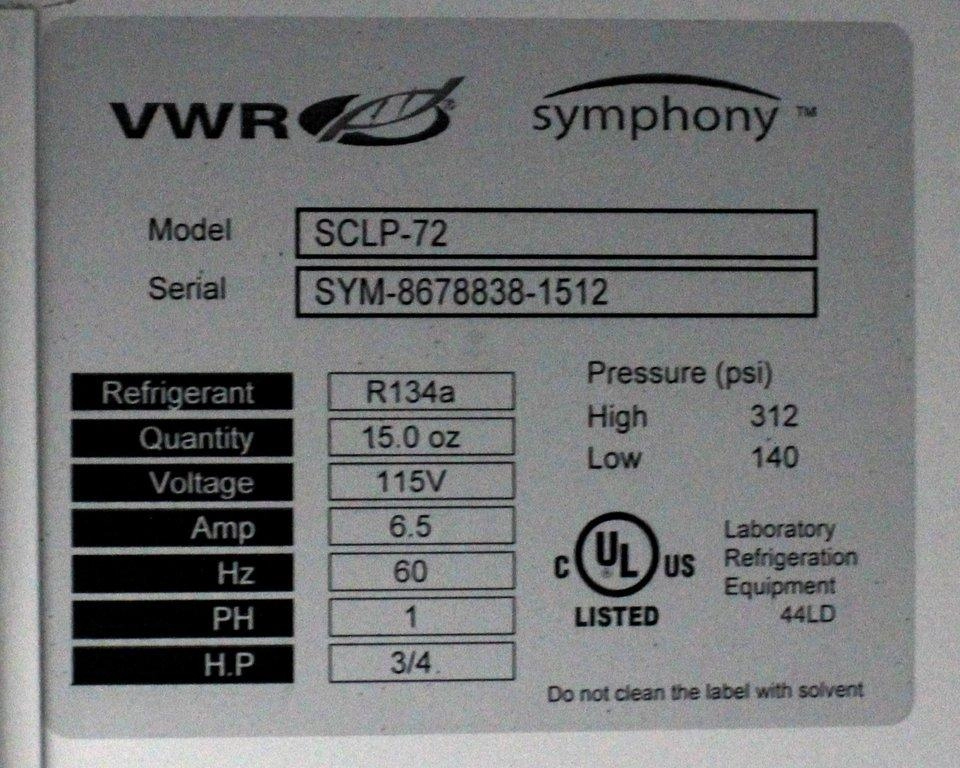 VWR®
symphony™
Model SCLP-72
Serial SYM-8678838-1512
Refrigerant R134a
Quantity 15.0 oz
Voltage 115V
Amp 6.5
Hz 60
PH 1
H.P 3/4
Pressure (psi)
High 312
Low 140
C UL® US
LISTED
Laboratory
Refrigeration
Equipment
44LD
Do not clean the label with solvent